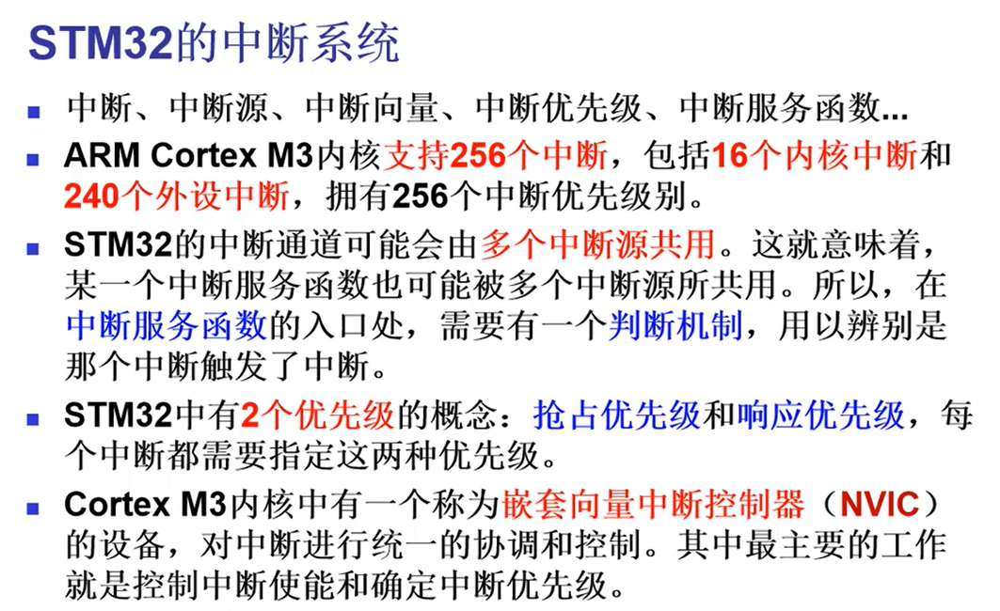 STM32的中断系统
中断、中断源、中断向量、中断优先级、中断服务函数...
ARM Cortex M3内核支持256个中断，包括16个内核中断和
240个外设中断，拥有256个中断优先级别。
STM32的中断通道可能会由多个中断源共用。这就意味着，
某一个中断服务函数也可能被多个中断源所共用。所以，在
中断服务函数的入口处，需要有一个判断机制，用以辨别是
那个中断触发了中断。
STM32中有2个优先级的概念：抢占优先级和响应优先级，每
个中断都需要指定这两种优先级。
Cortex M3内核中有一个称为嵌套向量中断控制器（NVIC）
的设备，对中断进行统一的协调和控制。其中最主要的工作
就是控制中断使能和确定中断优先级。